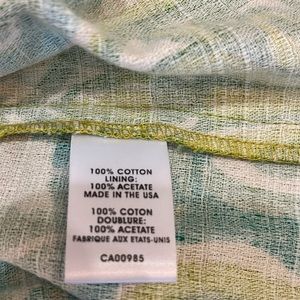 100% COTTON
LINING:
100% ACETATE
MADE IN THE USA
100% COTON
DOUBLURE:
100% ACETATE
FABRIQUE AUX ETATS-UNIS
CA00985